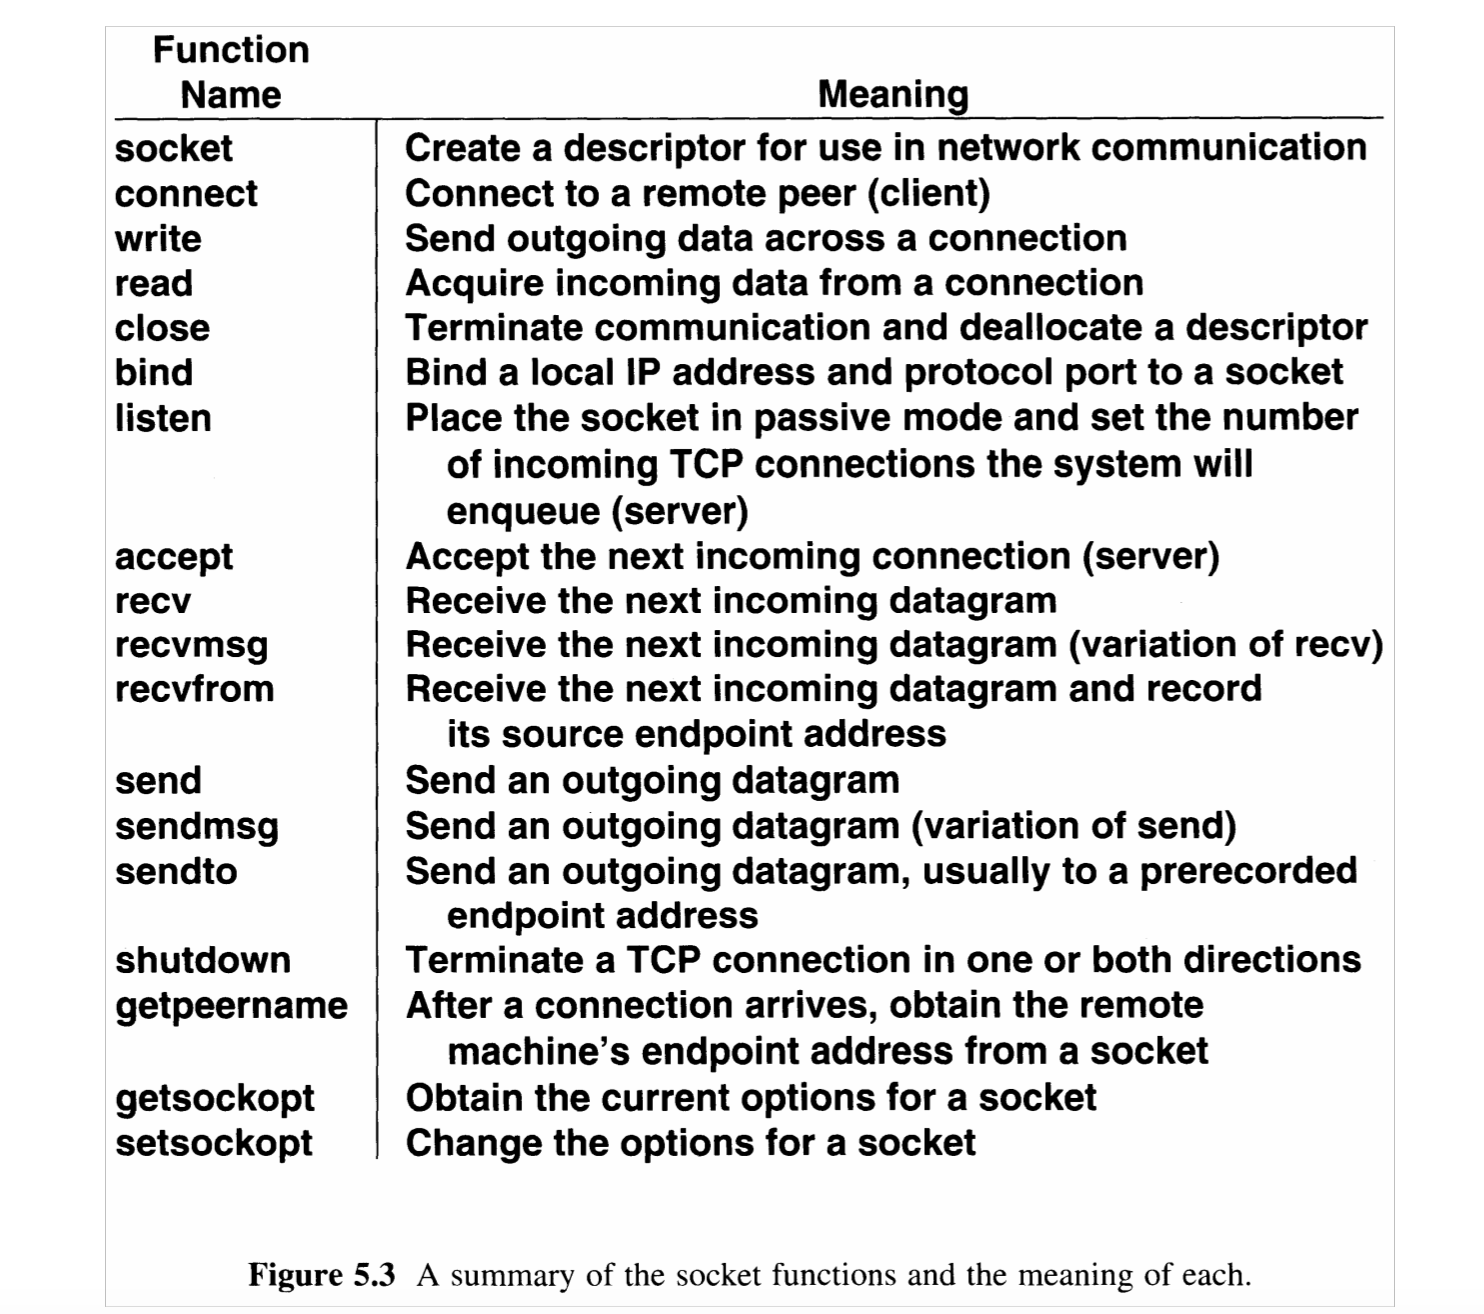 Function
Name Meaning
socket Create a descriptor for use in network communication
connect Connect to a remote peer (client)
write Send outgoing data across a connection
read Acquire incoming data from a connection
close Terminate communication and deallocate a descriptor
bind Bind a local IP address and protocol port to a socket
listen Place the socket in passive mode and set the number
of incoming TCP connections the system will
enqueue (server)
accept Accept the next incoming connection (server)
recv Receive the next incoming datagram
recvmsg Receive the next incoming datagram (variation of recv)
recvfrom Receive the next incoming datagram and record
its source endpoint address
send Send an outgoing datagram
sendmsg Send an outgoing datagram (variation of send)
sendto Send an outgoing datagram, usually to a prerecorded
endpoint address
shutdown Terminate a TCP connection in one or both directions
getpeername After a connection arrives, obtain the remote
machine’s endpoint address from a socket
getsockopt Obtain the current options for a socket
setsockopt Change the options for a socket
Figure 5.3 A summary of the socket functions and the meaning of each.